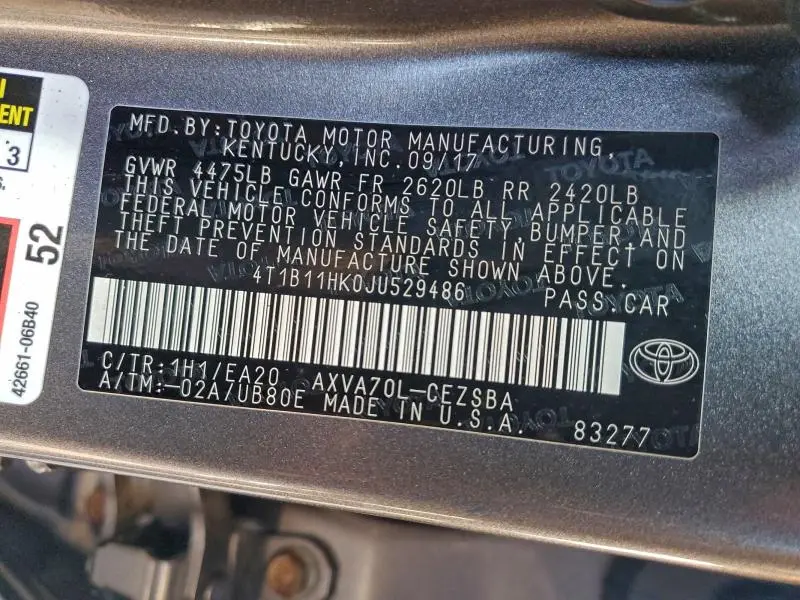 MFD.BY:TOYOTA MOTOR MANUFACTURING,
KENTUCKY, INC. 09/17
GVWR 4475LB GAWR FR 2620LB RR 2420LB
THIS VEHICLE CONFORMS TO ALL APPLICABLE
FEDERAL MOTOR VEHICLE SAFETY, BUMPER AND
THEFT PREVENTION STANDARDS IN EFFECT ON
THE DATE OF MANUFACTURE SHOWN ABOVE.
4T1B11HK0JU529486 PASS.CAR
C/TR:1H1/EA20 AXVA70L-CEZSBA
A/TM:-02A/UB80E MADE IN U.S.A. 83277
3
52
42661-06B40
TOYOTA